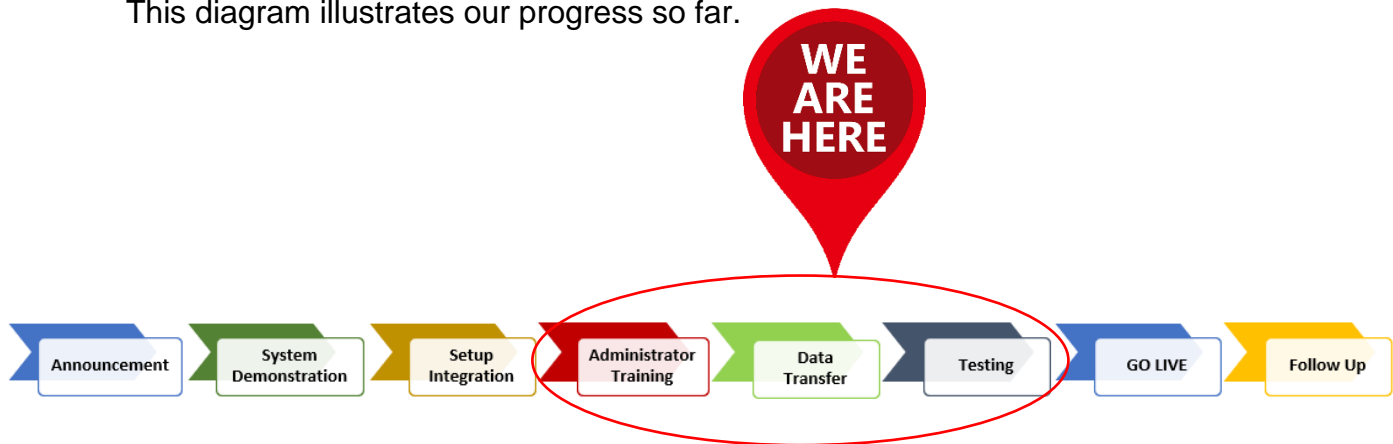 This diagram illustrates our progress so far.
WE
ARE
HERE
Announcement
System
Demonstration
Setup
Integration
Administrator
Training
Data
Transfer
Testing
GO LIVE
Follow Up